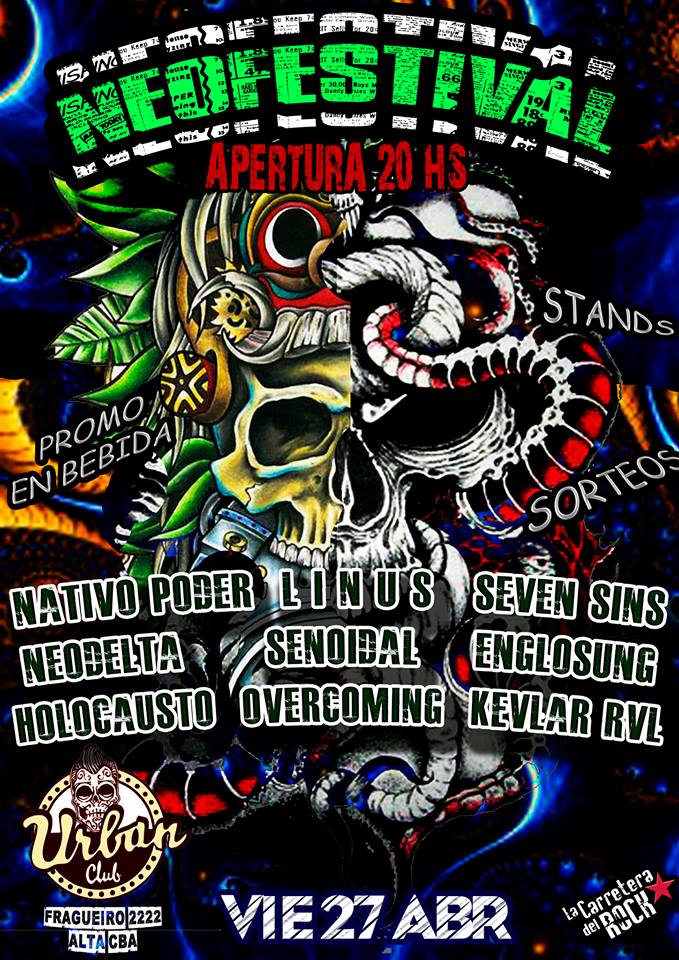 NEOFESTIVAL
APERTURA 20 HS
STANDS
PROMO
EN BEBIDA
SORTEOS
NATIVO PODER LINUS SEVEN SINS
NEODELTA SENOIDAL ENGLOSUNG
HOLOCAUSTO OVERCOMING KEVLAR RVL
Urban
Club
FRAGUEIRO 2222
ALTA CBA
VIE 27 ABR
la Carretera
del ROCK